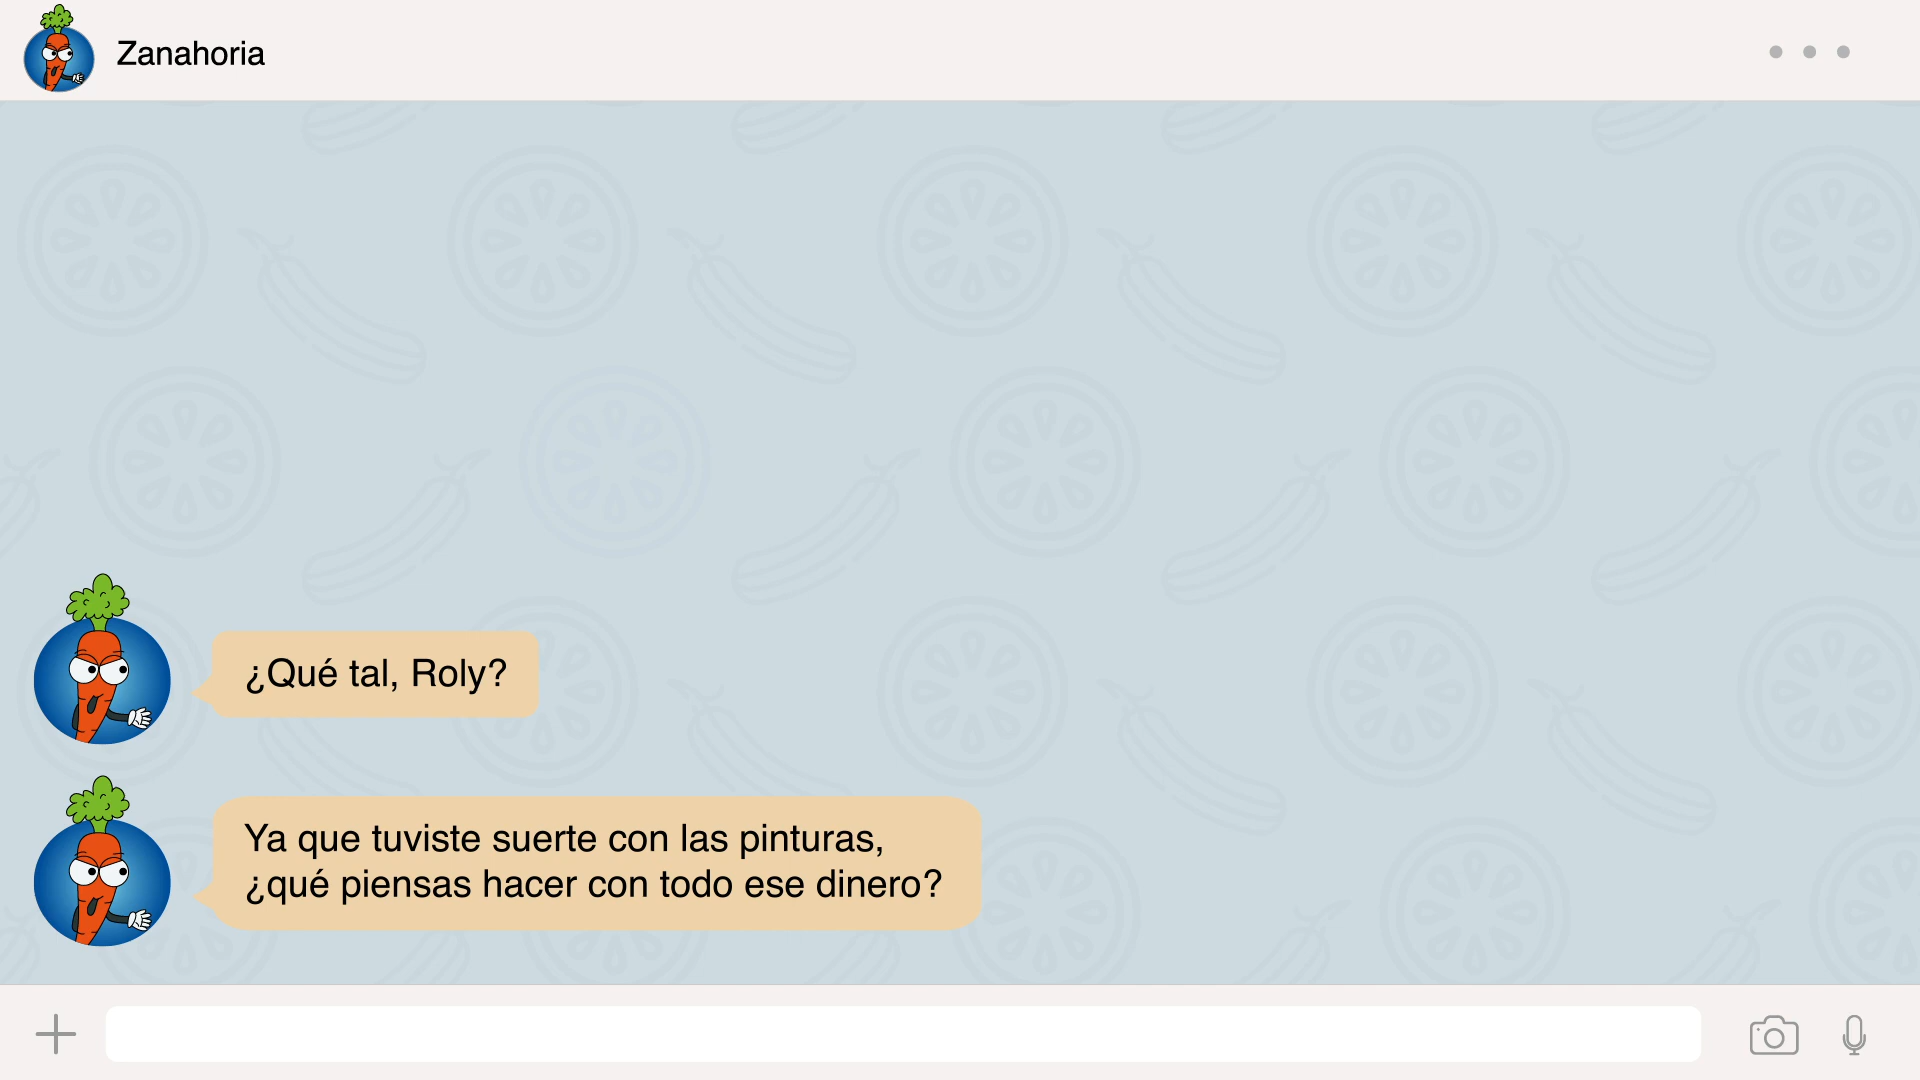 Zanahoria
¿Qué tal, Roly?
Ya que tuviste suerte con las pinturas,
¿qué piensas hacer con todo ese dinero?